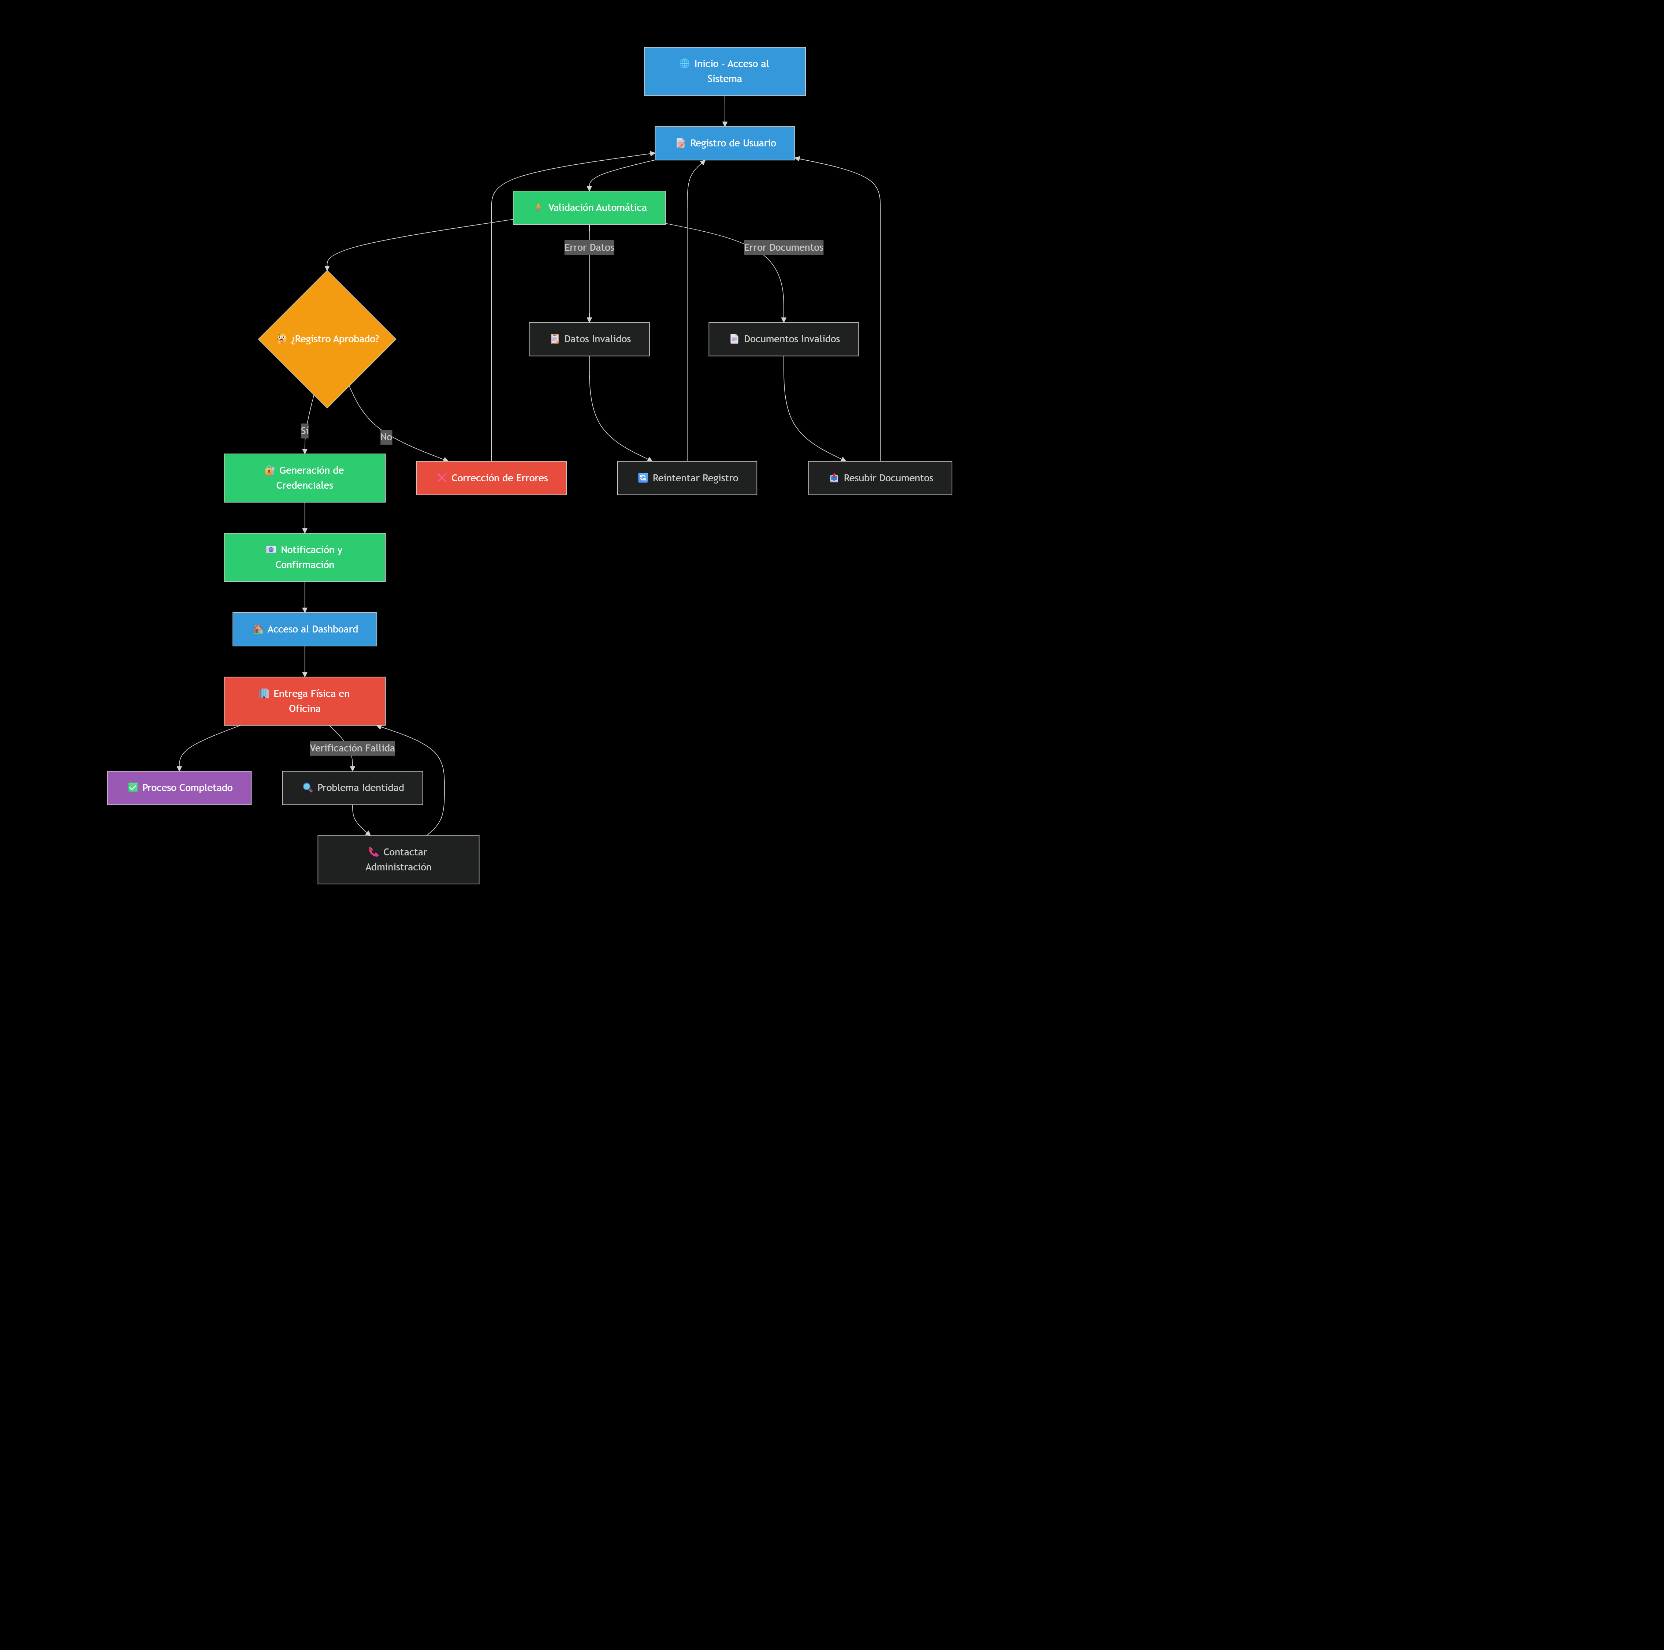 Inicio - Acceso al
Sistema
Registro de Usuario
Validación Automática
Error Datos
Error Documentos
¿Registro Aprobado?
Datos Invalidos
Documentos Invalidos
Sí
No
Generación de
Credenciales
Corrección de Errores
Reintentar Registro
Resubir Documentos
Notificación y
Confirmación
Acceso al Dashboard
Entrega Física en
Oficina
Verificación Fallida
Proceso Completado
Problema Identidad
Contactar
Administración